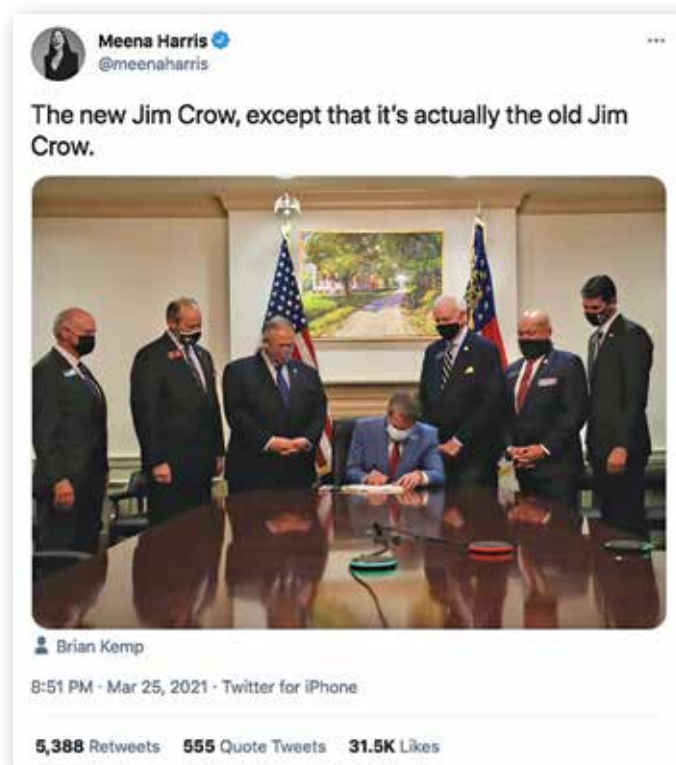 Meena Harris
@meenaharris
The new Jim Crow, except that it's actually the old Jim
Crow.
Brian Kemp
8:51 PM · Mar 25, 2021 · Twitter for iPhone
5,388 Retweets 555 Quote Tweets 31.5K Likes